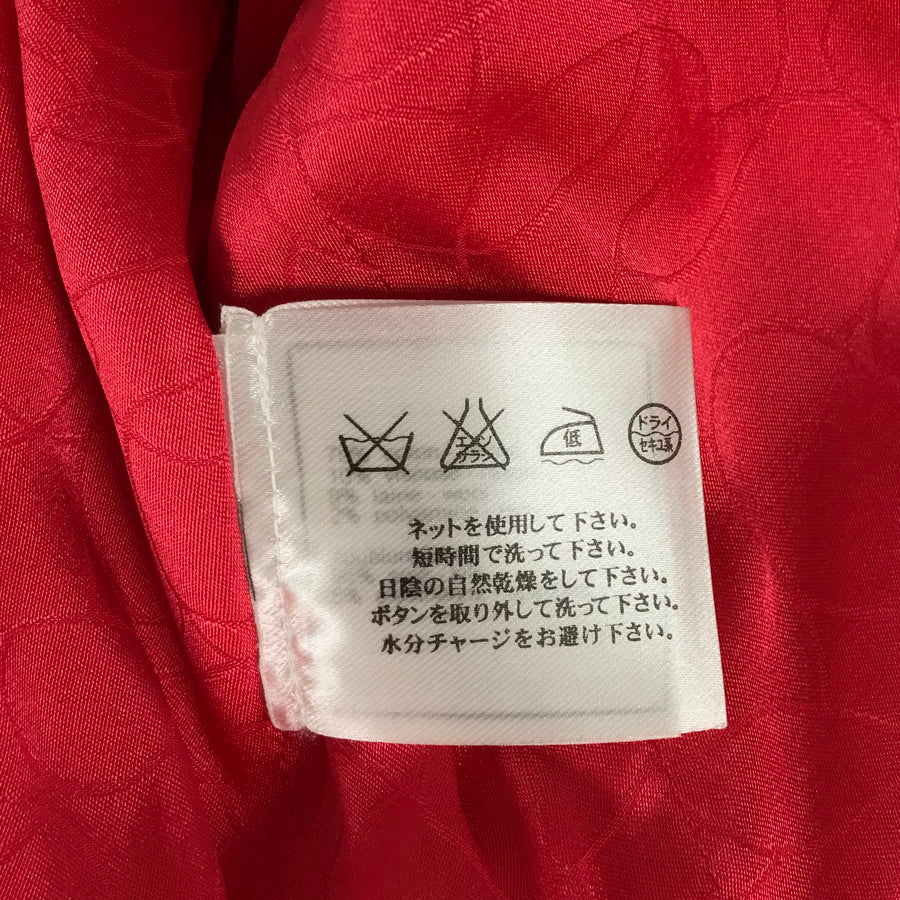 エンソ サラシ
低
ドライ
セキユ系
ネットを使用して下さい。
短時間で洗って下さい。
日陰の自然乾燥をして下さい。
ボタンを取り外して洗って下さい。
水分チャージをお避け下さい。